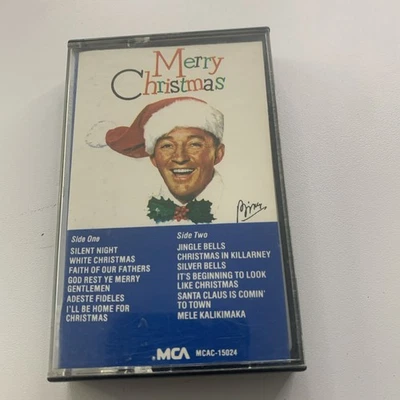 Merry
Christmas
Bing
Side One
SILENT NIGHT
WHITE CHRISTMAS
FAITH OF OUR FATHERS
GOD REST YE MERRY
GENTLEMEN
ADESTE FIDELES
I'LL BE HOME FOR
CHRISTMAS
Side Two
JINGLE BELLS
CHRISTMAS IN KILLARNEY
SILVER BELLS
IT'S BEGINNING TO LOOK
LIKE CHRISTMAS
SANTA CLAUS IS COMIN'
TO TOWN
MELE KALIKIMAKA
MCA MCAC-15024